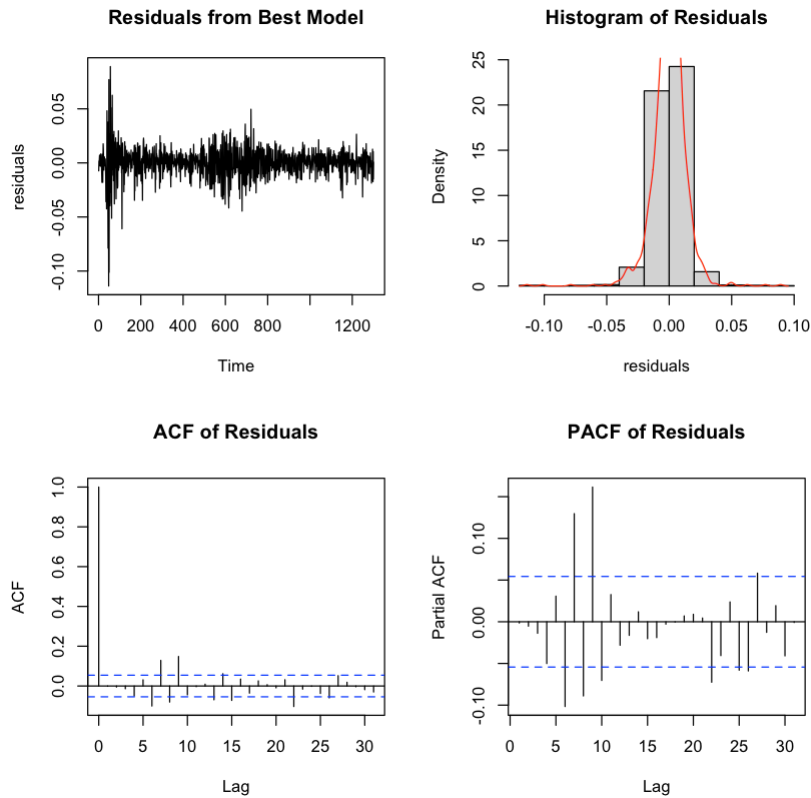 Residuals from Best Model
residuals
0.05
0.00
-0.05
-0.10
0 200 400 600 800 1200
Time
Histogram of Residuals
Density
25
20
15
10
5
0
-0.10 -0.05 0.00 0.05 0.10
residuals
ACF of Residuals
ACF
1.0
0.8
0.6
0.4
0.2
0.0
0 5 10 15 20 25 30
Lag
PACF of Residuals
Partial ACF
0.10
0.00
-0.10
0 5 10 15 20 25 30
Lag